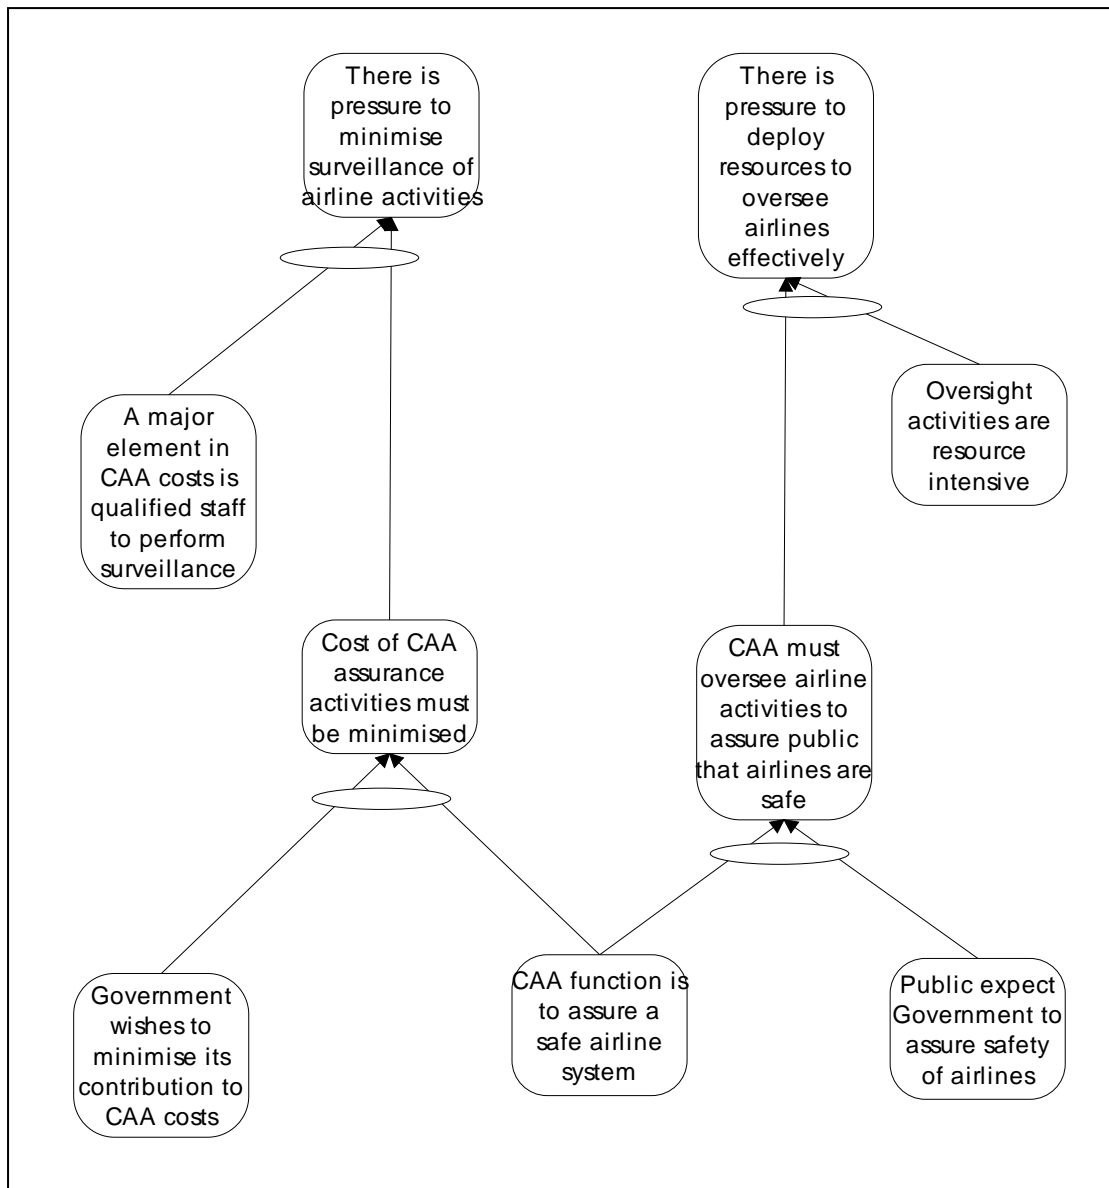 There is
pressure to
minimise
surveillance of
airline activities
There is
pressure to
deploy
resources to
oversee
airlines
effectively
A major
element in
CAA costs is
qualified staff
to perform
surveillance
Oversight
activities are
resource
intensive
Cost of CAA
assurance
activities must
be minimised
CAA must
oversee airline
activities to
assure public
that airlines are
safe
Government
wishes to
minimise its
contribution to
CAA costs
CAA function is
to assure a
safe airline
system
Public expect
Government to
assure safety
of airlines